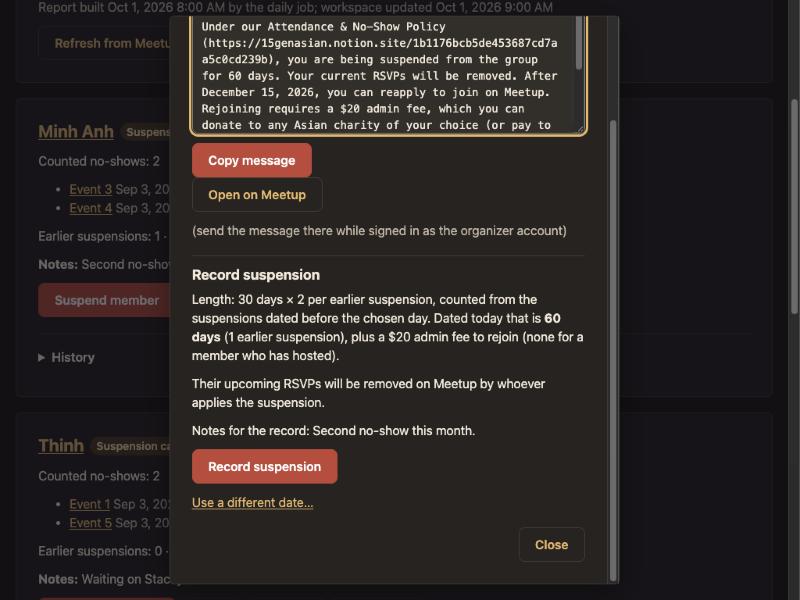 Report built Oct 1, 2026 8:00 AM by the daily job; workspace updated Oct 1, 2026 9:00 AM
Refresh from Meetu
Under our Attendance & No-Show Policy
(https://15genasian.notion.site/1b1176bcb5de453687cd7a
a5c0cd239b), you are being suspended from the group
for 60 days. Your current RSVPs will be removed. After
December 15, 2026, you can reapply to join on Meetup.
Rejoining requires a $20 admin fee, which you can
donate to any Asian charity of your choice (or pay to
Copy message
Open on Meetup
(send the message there while signed in as the organizer account)
Record suspension
Length: 30 days × 2 per earlier suspension, counted from the
suspensions dated before the chosen day. Dated today that is 60
days (1 earlier suspension), plus a $20 admin fee to rejoin (none for a
member who has hosted).
Their upcoming RSVPs will be removed on Meetup by whoever
applies the suspension.
Notes for the record: Second no-show this month.
Record suspension
Use a different date...
Close
Minh Anh Suspens
Counted no-shows: 2
• Event 3 Sep 3, 20
• Event 4 Sep 3, 20
Earlier suspensions: 1 ·
Notes: Second no-sho
Suspend member
History
Thinh Suspension ca
Counted no-shows: 2
• Event 1 Sep 3, 20
• Event 5 Sep 3, 20
Earlier suspensions: 0 ·
Notes: Waiting on Stac